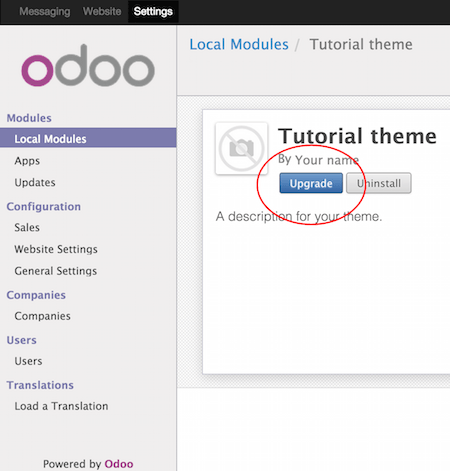 Messaging Website Settings
odoo
Modules
Local Modules
Apps
Updates
Configuration
Sales
Website Settings
General Settings
Companies
Companies
Users
Users
Translations
Load a Translation
Powered by Odoo
Local Modules / Tutorial theme
Tutorial theme
By Your name
Upgrade Uninstall
A description for your theme.